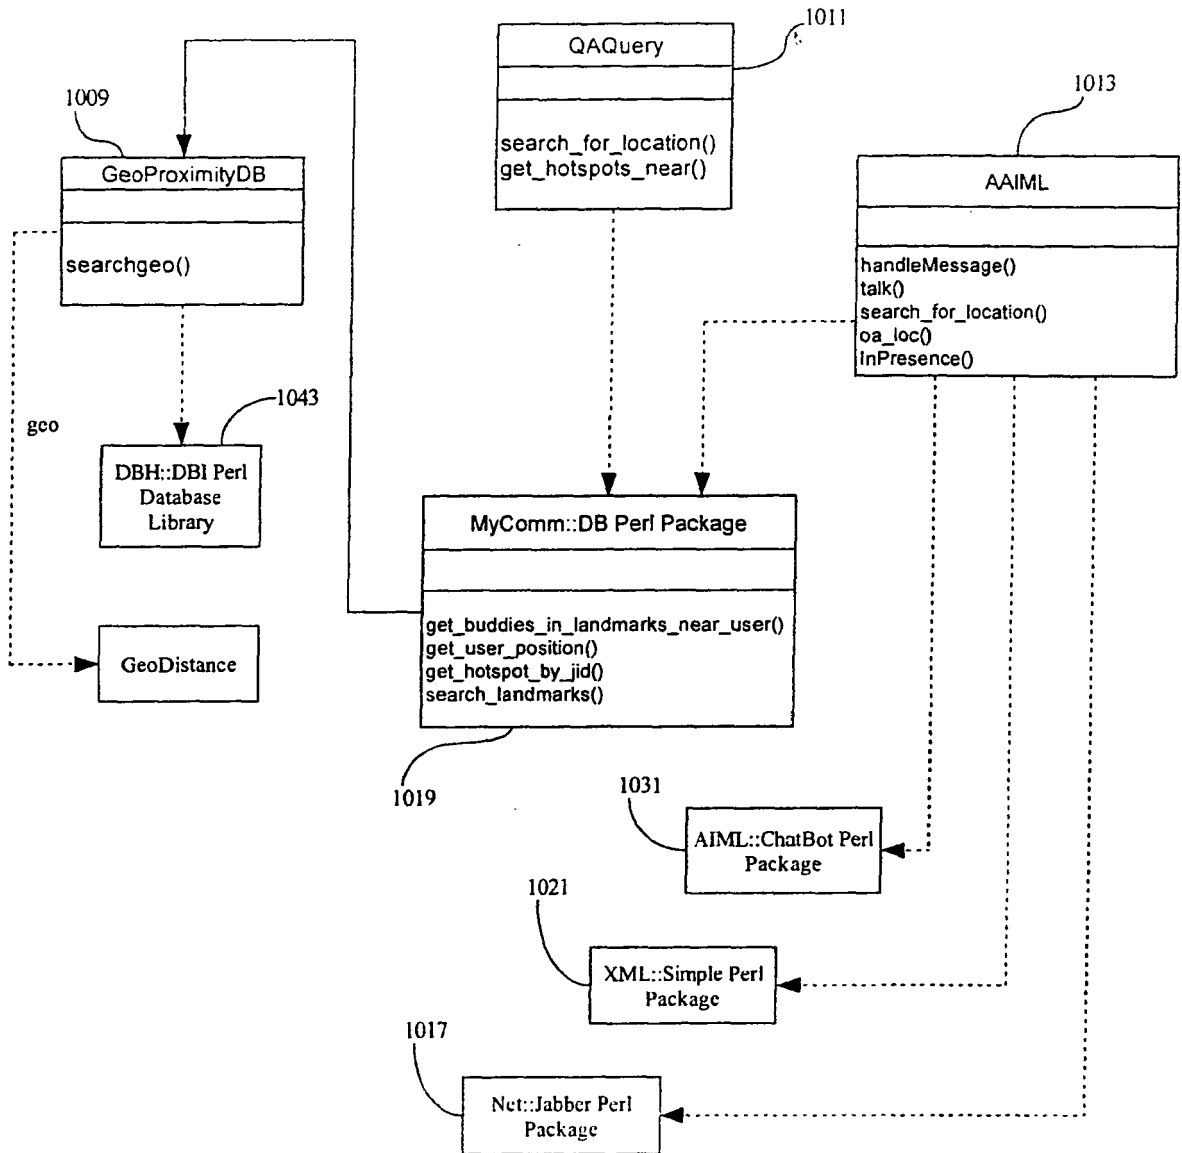 1011
QAQuery
search_for_location()
get_hotspots_near()
1009
GeoProximityDB
searchgeo()
1013
AAIML
handleMessage()
talk()
search_for_location()
oa_loc()
inPresence()
geo
1043
DBH::DBI Perl
Database
Library
MyComm::DB Perl Package
get_buddies_in_landmarks_near_user()
get_user_position()
get_hotspot_by_jid()
search_landmarks()
GeoDistance
1019
1031
AIML::ChatBot Perl
Package
1021
XML::Simple Perl
Package
1017
Net::Jabber Perl
Package